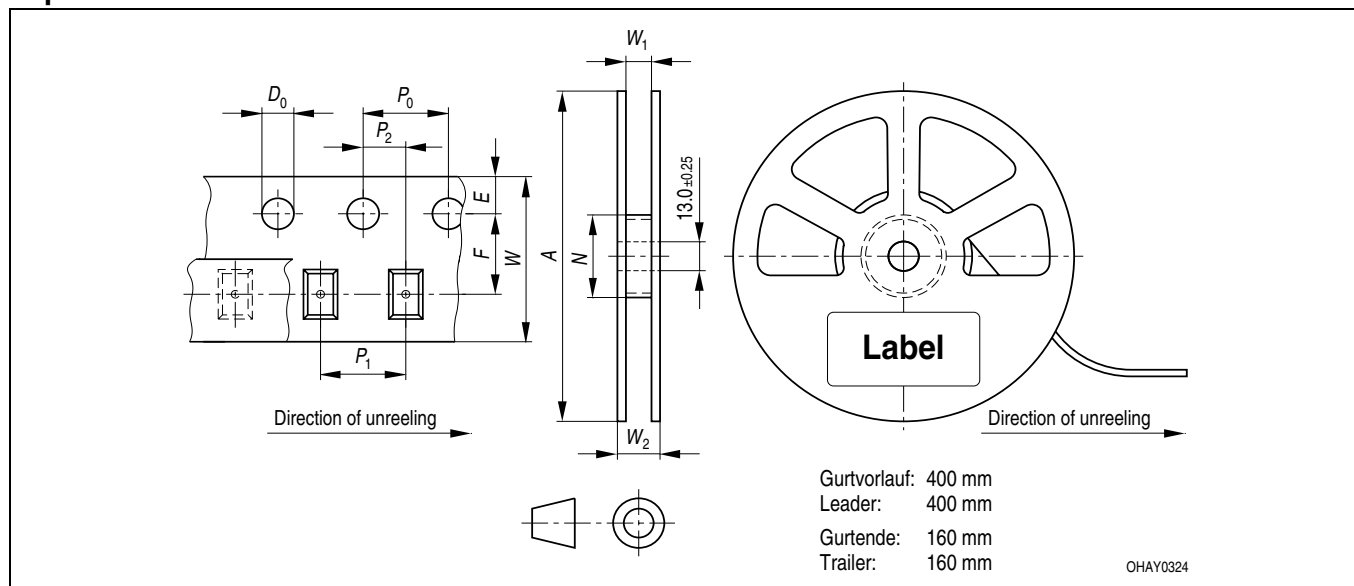 W1
D0
P0
P2
E
F
W
A
N
13.0 ±0.25
P1
W2
Label
Direction of unreeling
Direction of unreeling
Gurtvorlauf: 400 mm
Leader: 400 mm
Gurtende: 160 mm
Trailer: 160 mm
OHAY0324